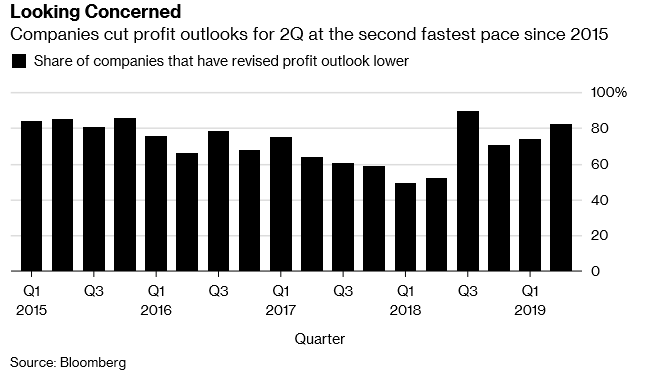 Looking Concerned
Companies cut profit outlooks for 2Q at the second fastest pace since 2015
Share of companies that have revised profit outlook lower
100%
80
60
40
20
0
Q1 Q3 Q1 Q3 Q1 Q3 Q1 Q3 Q1
2015 2016 2017 2018 2019
Quarter
Source: Bloomberg